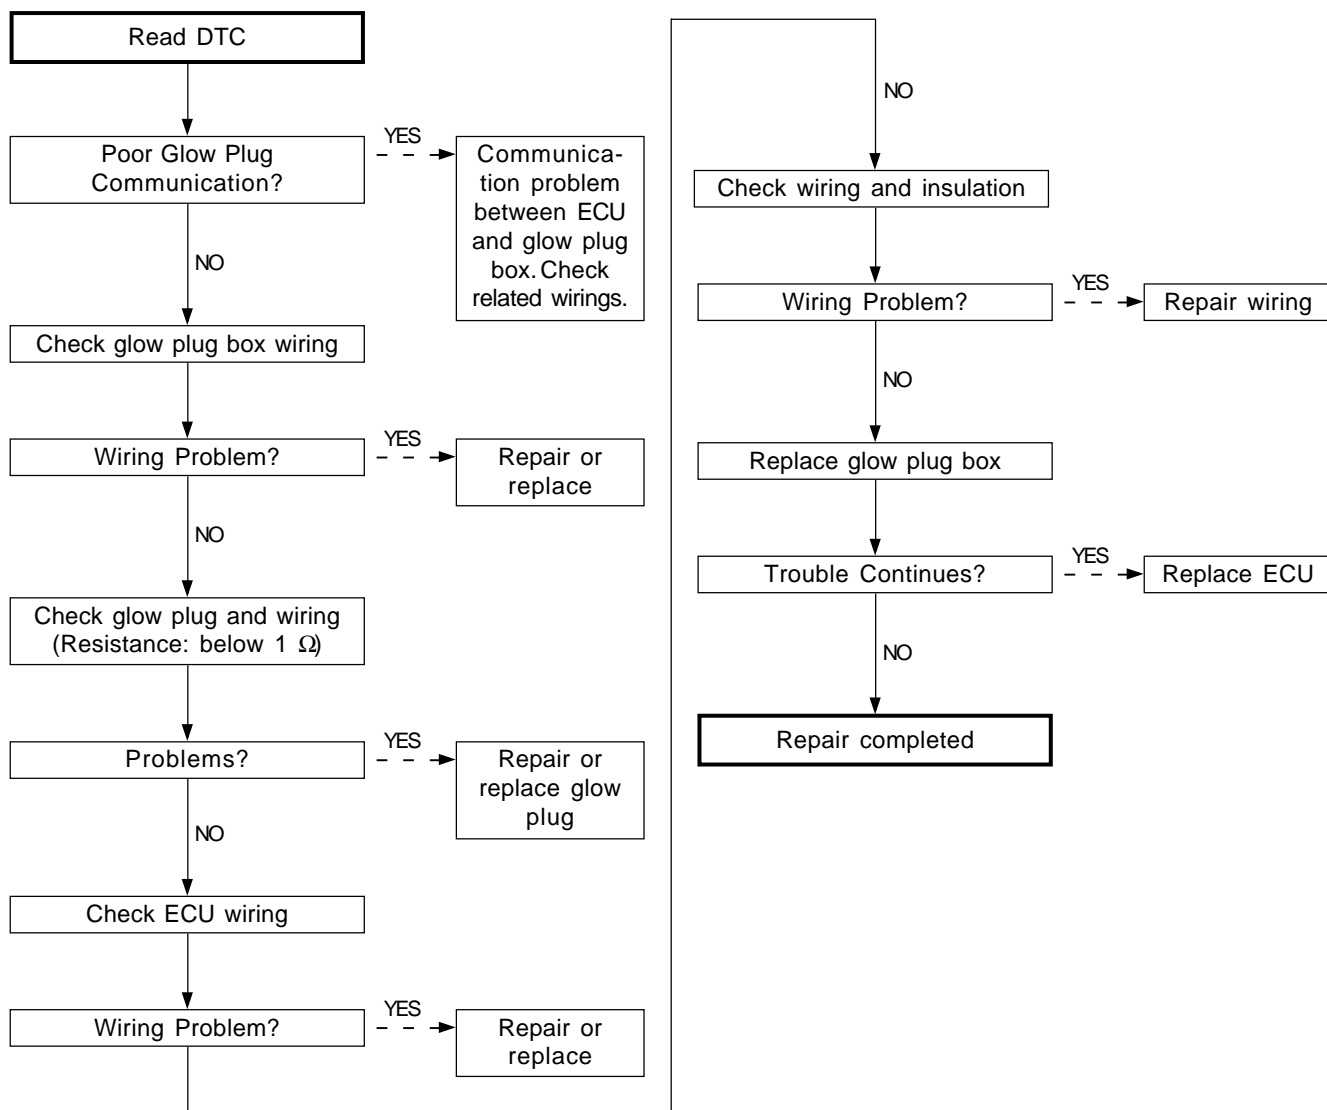 Read DTC
Poor Glow Plug
Communication?
YES
Communica-
tion problem
between ECU
and glow plug
box. Check
related wirings.
NO
Check glow plug box wiring
Wiring Problem?
YES
Repair or
replace
NO
Check glow plug and wiring
(Resistance: below 1 Ω)
Problems?
YES
Repair or
replace glow
plug
NO
Check ECU wiring
Wiring Problem?
YES
Repair or
replace
NO
Check wiring and insulation
Wiring Problem?
YES
Repair wiring
NO
Replace glow plug box
Trouble Continues?
YES
Replace ECU
NO
Repair completed